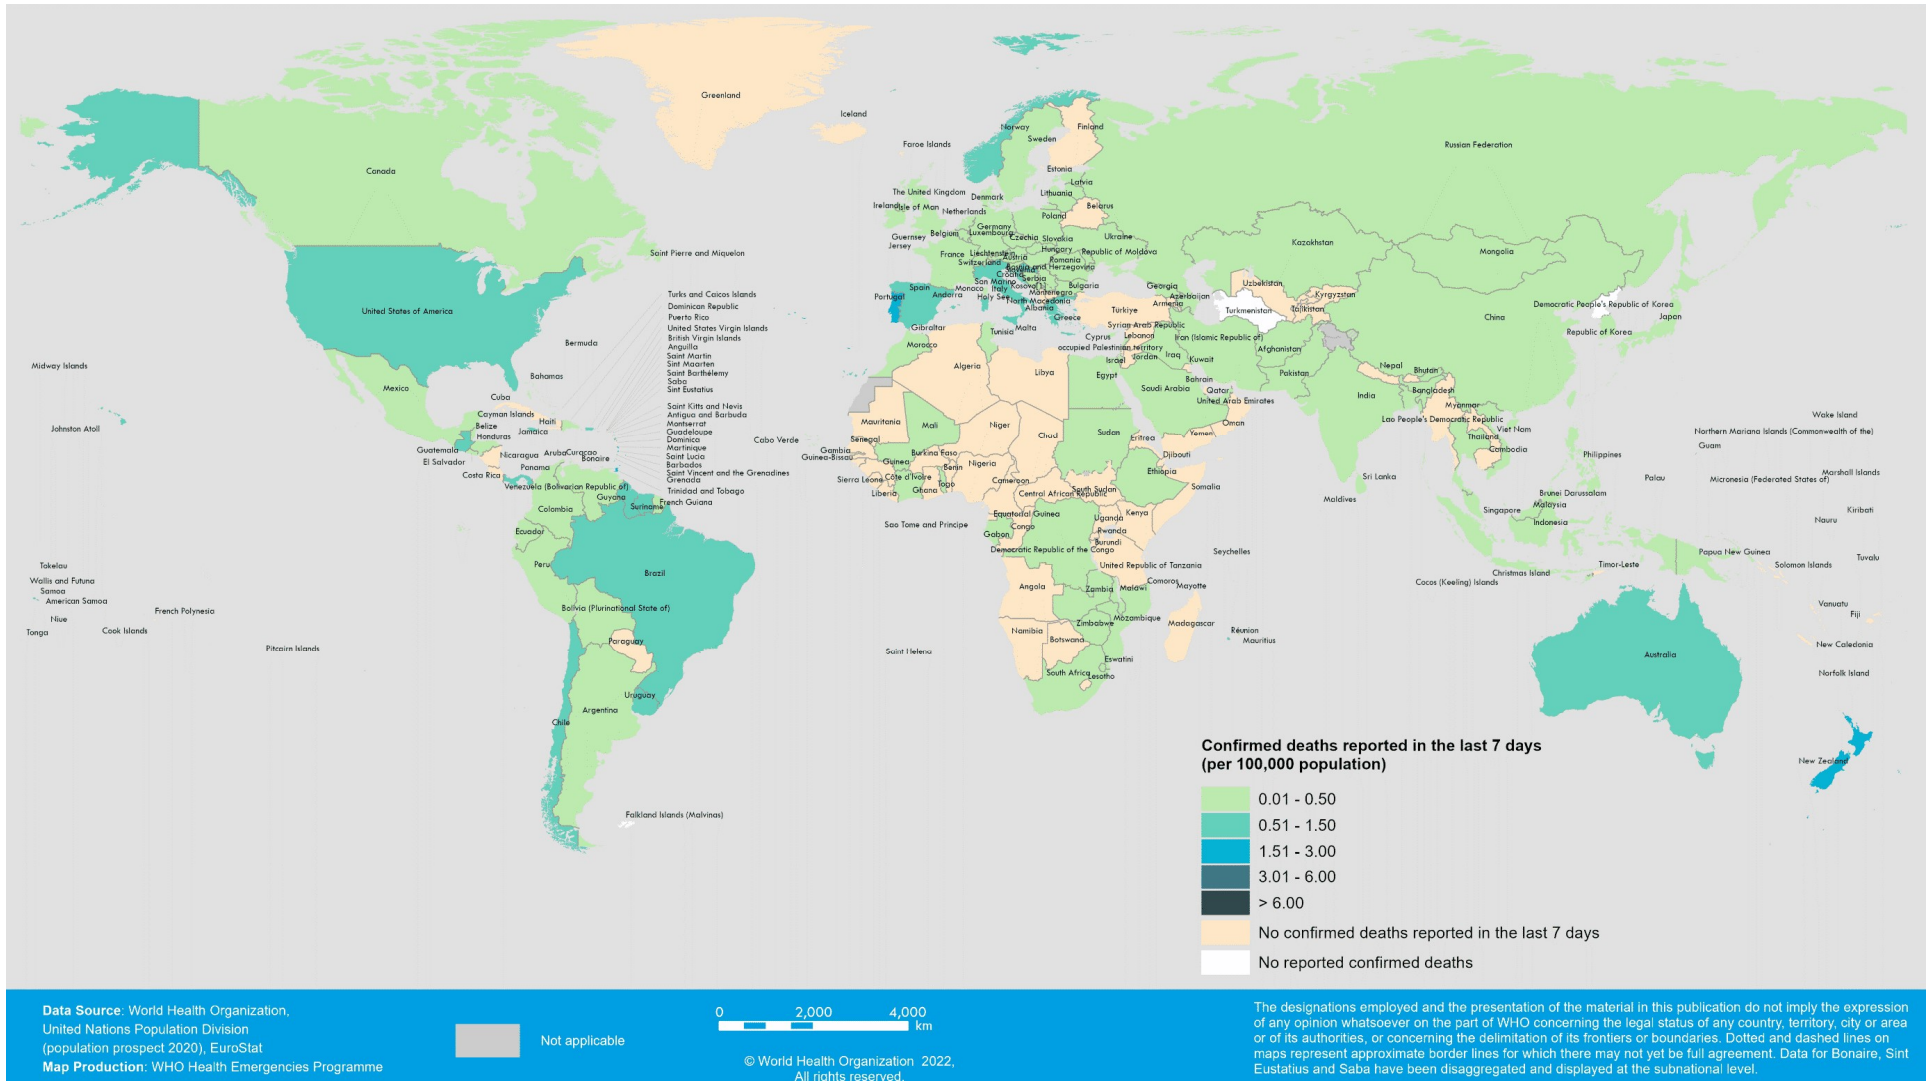 Greenland
Iceland
Faroe Islands
Norway
Sweden
Finland
Russian Federation
Canada
Estonia
Latvia
Lithuania
The United Kingdom
Denmark
Ireland
Isle of Man
Netherlands
Belarus
Poland
Guernsey
Jersey
Belgium
Germany
Luxembourg
Czechia
Slovakia
Ukraine
Hungary
Republic of Moldova
Kazakhstan
Mongolia
Saint Pierre and Miquelon
France
Liechtenstein
Switzerland
Austria
Romania
Bosnia and Herzegovina
Croatia
Serbia
San Marino
Italy
Kosovo[1]
Bulgaria
Monaco
Montenegro
Holy See
North Macedonia
Albania
Greece
Spain
Andorra
Portugal
Georgia
Azerbaijan
Armenia
Uzbekistan
Kyrgyzstan
Tajikistan
Turkmenistan
Türkiye
Democratic People's Republic of Korea
China
Japan
Republic of Korea
United States of America
Turks and Caicos Islands
Dominican Republic
Puerto Rico
United States Virgin Islands
British Virgin Islands
Anguilla
Saint Martin
Sint Maarten
Saint Barthélemy
Saba
Sint Eustatius
Bermuda
Gibraltar
Tunisia
Malta
Cyprus
Syrian Arab Republic
Lebanon
Iran (Islamic Republic of)
occupied Palestinian territory
Israel
Jordan
Iraq
Kuwait
Afghanistan
Morocco
Algeria
Libya
Egypt
Bahrain
Saudi Arabia
Qatar
United Arab Emirates
Pakistan
Nepal
Bhutan
Bangladesh
India
Myanmar
Midway Islands
Mexico
Bahamas
Cuba
Cayman Islands
Belize
Haiti
Honduras
Jamaica
Saint Kitts and Nevis
Antigua and Barbuda
Montserrat
Guadeloupe
Dominica
Martinique
Saint Lucia
Barbados
Saint Vincent and the Grenadines
Grenada
Trinidad and Tobago
Johnston Atoll
Guatemala
El Salvador
Nicaragua
Aruba
Curaçao
Bonaire
Costa Rica
Panama
Venezuela (Bolivarian Republic of)
Guyana
Suriname
French Guiana
Colombia
Ecuador
Cabo Verde
Mauritania
Mali
Niger
Chad
Sudan
Eritrea
Yemen
Oman
Senegal
Gambia
Guinea-Bissau
Guinea
Burkina Faso
Benin
Nigeria
Djibouti
Sierra Leone
Côte d'Ivoire
Liberia
Ghana
Togo
Cameroon
Ethiopia
South Sudan
Central African Republic
Somalia
Lao People's Democratic Republic
Viet Nam
Thailand
Cambodia
Philippines
Wake Island
Northern Mariana Islands (Commonwealth of the)
Guam
Palau
Marshall Islands
Micronesia (Federated States of)
Sri Lanka
Maldives
Brunei Darussalam
Malaysia
Singapore
Indonesia
Kiribati
Nauru
Sao Tome and Principe
Equatorial Guinea
Congo
Gabon
Uganda
Kenya
Rwanda
Burundi
Democratic Republic of the Congo
United Republic of Tanzania
Seychelles
Papua New Guinea
Tuvalu
Solomon Islands
Timor-Leste
Christmas Island
Cocos (Keeling) Islands
Peru
Brazil
Tokelau
Wallis and Futuna
Samoa
American Samoa
French Polynesia
Niue
Tonga
Cook Islands
Pitcairn Islands
Bolivia (Plurinational State of)
Paraguay
Uruguay
Argentina
Chile
Falkland Islands (Malvinas)
Saint Helena
Angola
Zambia
Malawi
Comoros
Mayotte
Mozambique
Zimbabwe
Madagascar
Namibia
Botswana
Réunion
Mauritius
Eswatini
South Africa
Lesotho
Vanuatu
Fiji
New Caledonia
Australia
Norfolk Island
New Zealand
Confirmed deaths reported in the last 7 days
(per 100,000 population)
0.01 - 0.50
0.51 - 1.50
1.51 - 3.00
3.01 - 6.00
> 6.00
No confirmed deaths reported in the last 7 days
No reported confirmed deaths
Data Source: World Health Organization,
United Nations Population Division
(population prospect 2020), EuroStat
Map Production: WHO Health Emergencies Programme
Not applicable
0 2,000 4,000
km
© World Health Organization 2022,
All rights reserved.
The designations employed and the presentation of the material in this publication do not imply the expression
of any opinion whatsoever on the part of WHO concerning the legal status of any country, territory, city or area
or of its authorities, or concerning the delimitation of its frontiers or boundaries. Dotted and dashed lines on
maps represent approximate border lines for which there may not yet be full agreement. Data for Bonaire, Sint
Eustatius and Saba have been disaggregated and displayed at the subnational level.